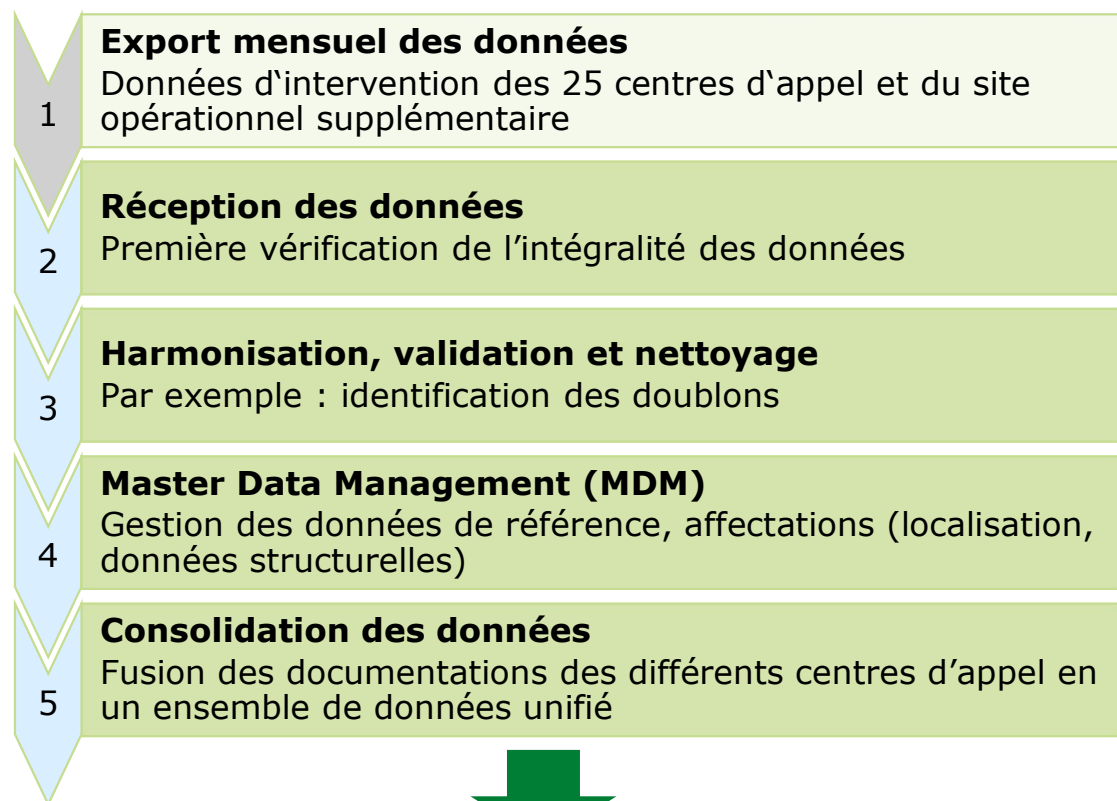 Export mensuel des données
1
Données d‘intervention des 25 centres d‘appel et du site
opérationnel supplémentaire
Réception des données
2
Première vérification de l’intégralité des données
Harmonisation, validation et nettoyage
3
Par exemple : identification des doublons
Master Data Management (MDM)
4
Gestion des données de référence, affectations (localisation,
données structurelles)
Consolidation des données
5
Fusion des documentations des différents centres d’appel en
un ensemble de données unifié